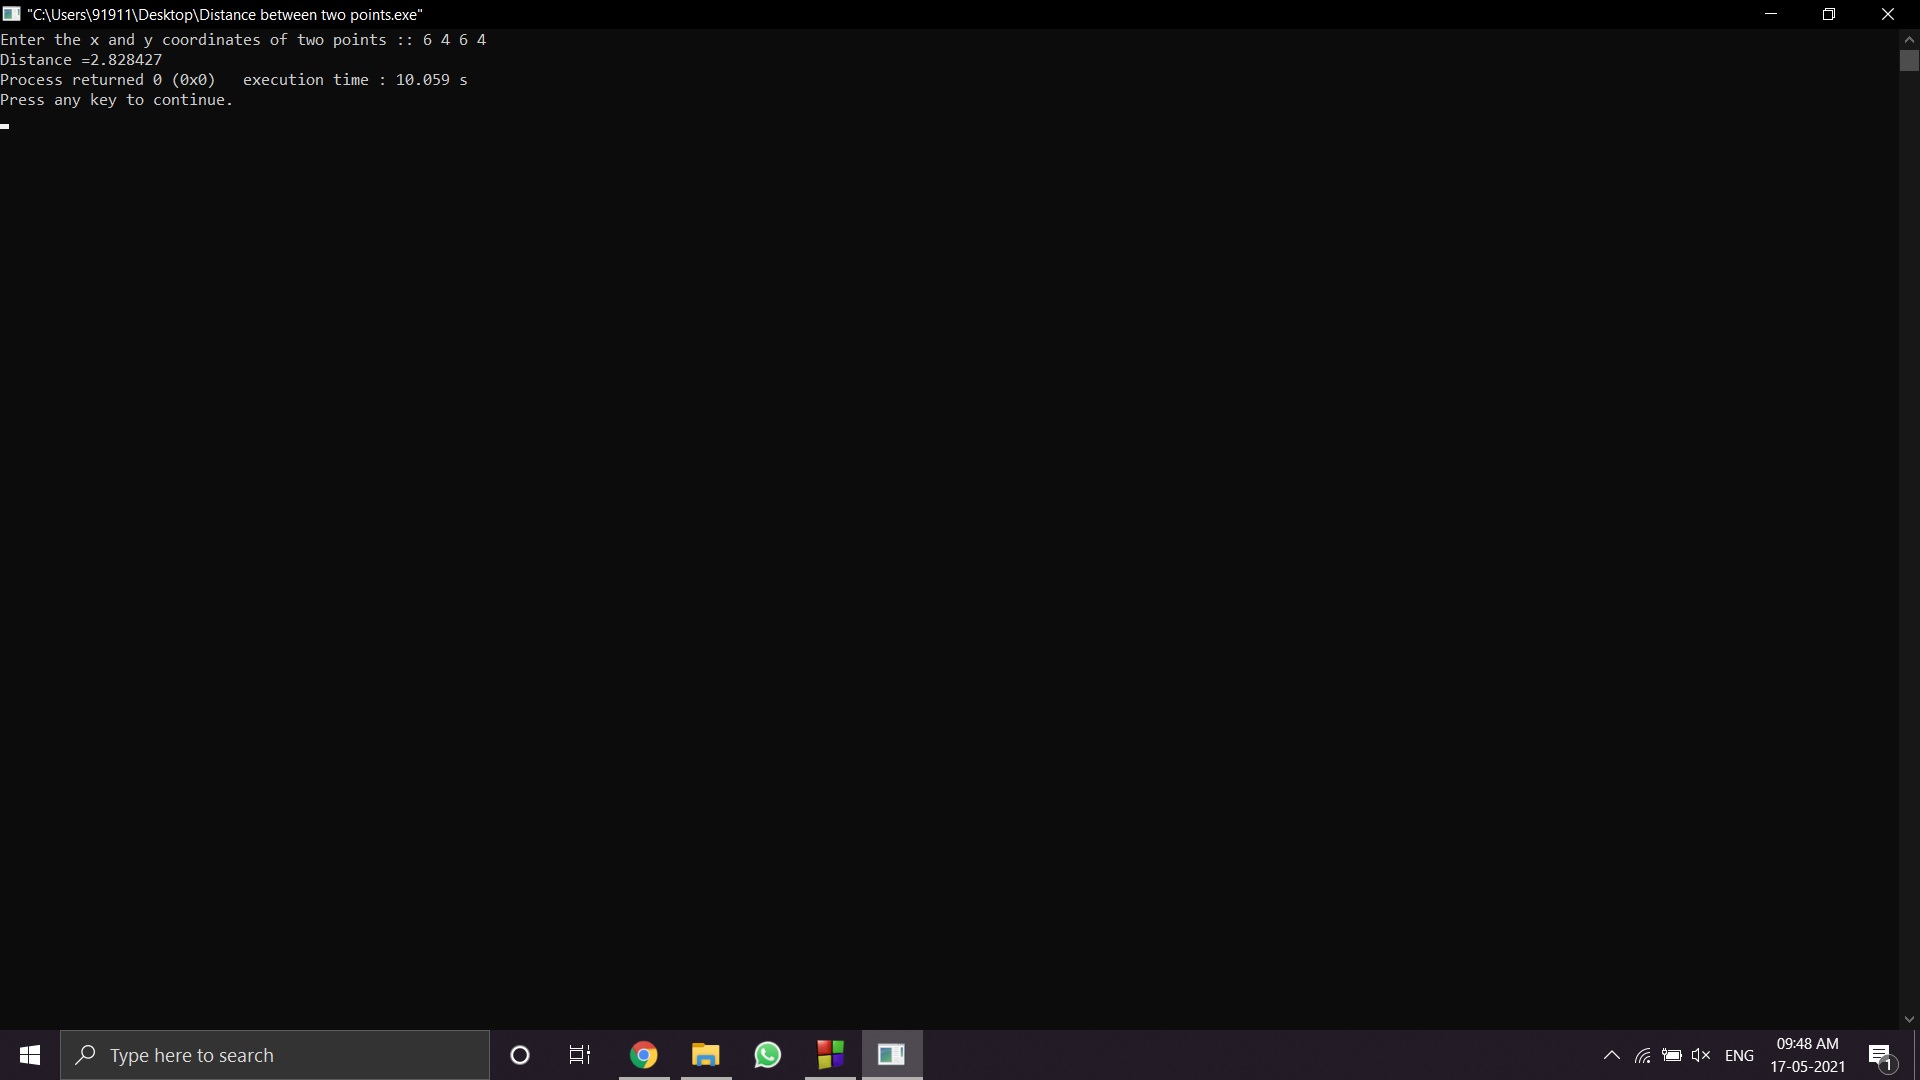 "C:\Users\91911\Desktop\Distance between two points.exe"
Enter the x and y coordinates of two points :: 6 4 6 4
Distance =2.828427
Process returned 0 (0x0)   execution time : 10.059 s
Press any key to continue.
Type here to search
ENG
09:48 AM
17-05-2021
1